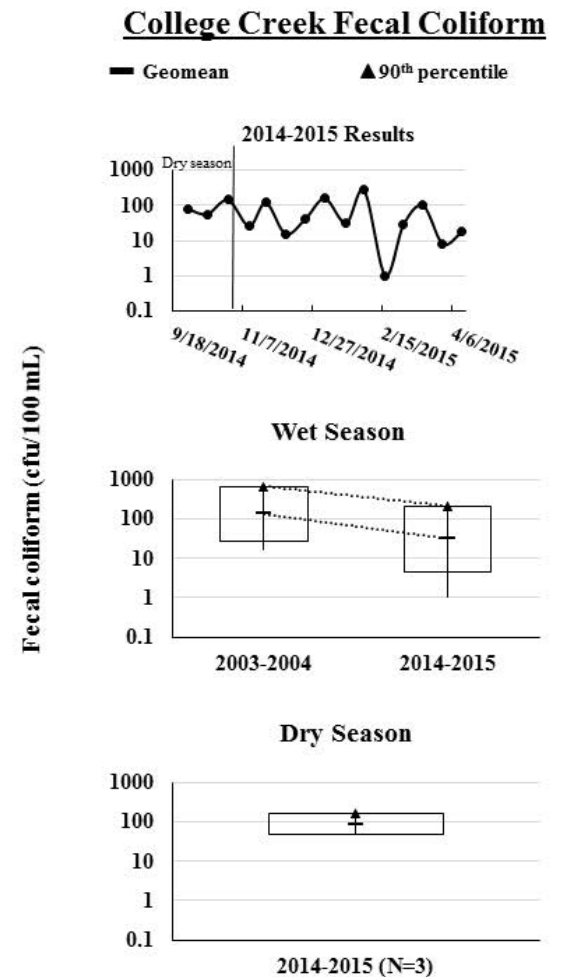 College Creek Fecal Coliform
Geomean
90th percentile
2014-2015 Results
Dry season
1000
100
10
1
0.1
9/18/2014
11/7/2014
12/27/2014
2/15/2015
4/6/2015
Fecal coliform (cfu/100 mL)
Wet Season
1000
100
10
1
0.1
2003-2004
2014-2015
Dry Season
1000
100
10
1
0.1
2014-2015 (N=3)